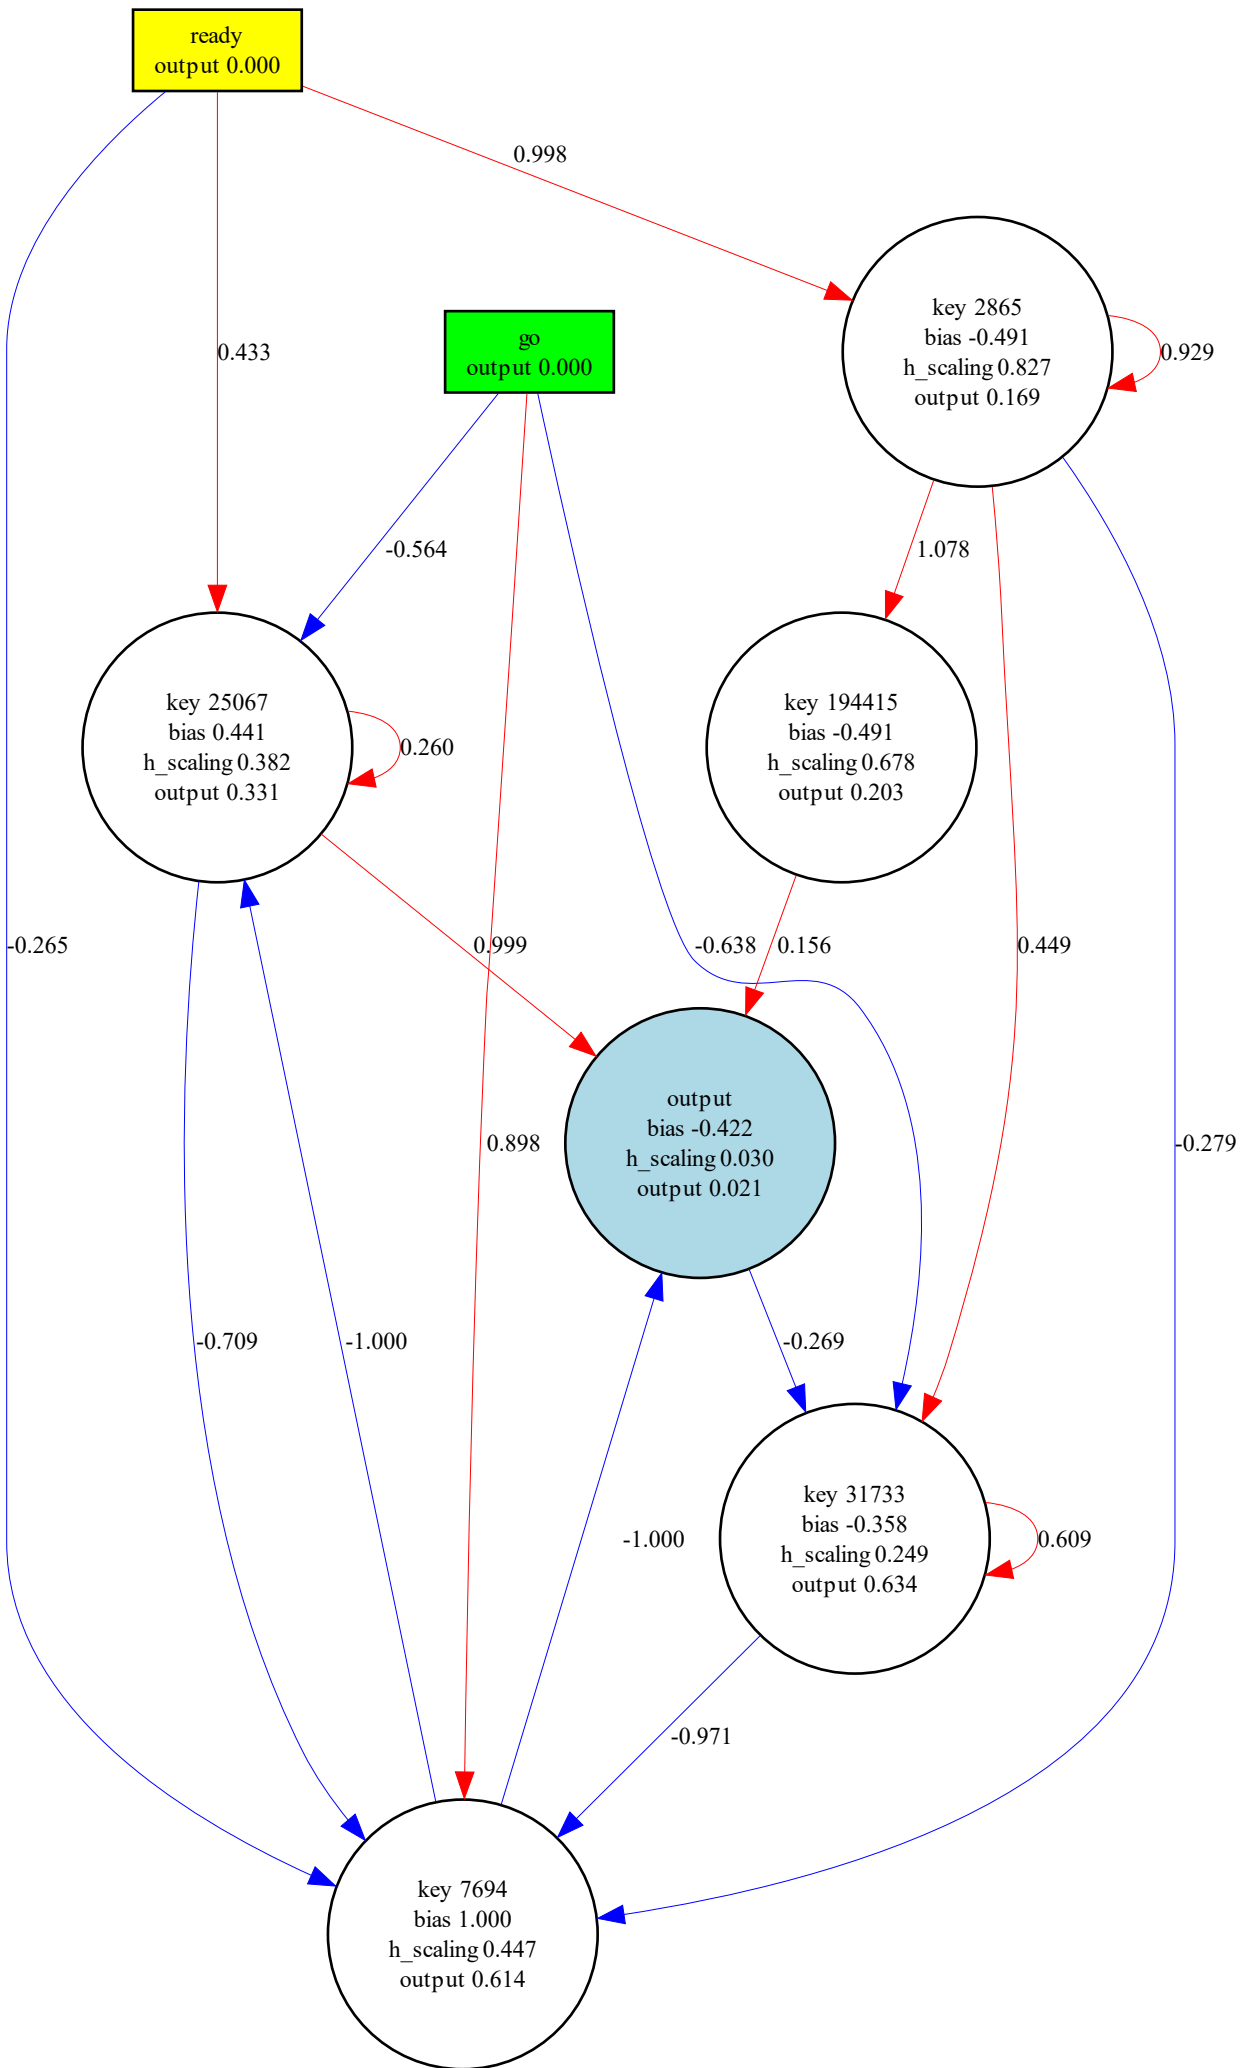 ready
output 0.000
0.998
key 2865
bias -0.491
h_scaling 0.827
output 0.169
0.929
go
output 0.000
0.433
-0.564
1.078
key 25067
bias 0.441
h_scaling 0.382
output 0.331
0.260
key 194415
bias -0.491
h_scaling 0.678
output 0.203
-0.265
0.999
-0.638
0.156
0.449
output
bias -0.422
h_scaling 0.030
output 0.021
0.898
-0.279
-0.709
-1.000
-0.269
key 31733
bias -0.358
h_scaling 0.249
output 0.634
-1.000
0.609
-0.971
key 7694
bias 1.000
h_scaling 0.447
output 0.614